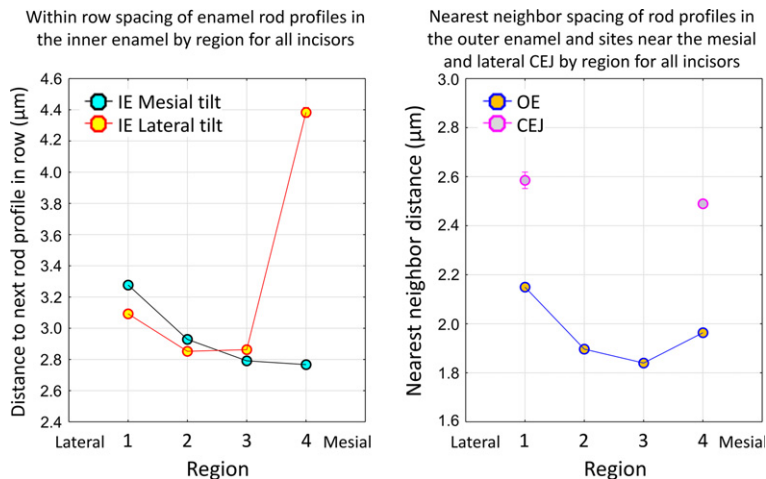 Within row spacing of enamel rod profiles in
the inner enamel by region for all incisors
Distance to next rod profile in row (μm)
4.6
4.4
4.2
4.0
3.8
3.6
3.4
3.2
3.0
2.8
2.6
2.4
IE Mesial tilt
IE Lateral tilt
Lateral 1 2 3 4 Mesial
Region
Nearest neighbor spacing of rod profiles in
the outer enamel and sites near the mesial
and lateral CEJ by region for all incisors
Nearest neighbor distance (μm)
3.0
2.8
2.6
2.4
2.2
2.0
1.8
1.6
OE
CEJ
Lateral 1 2 3 4 Mesial
Region